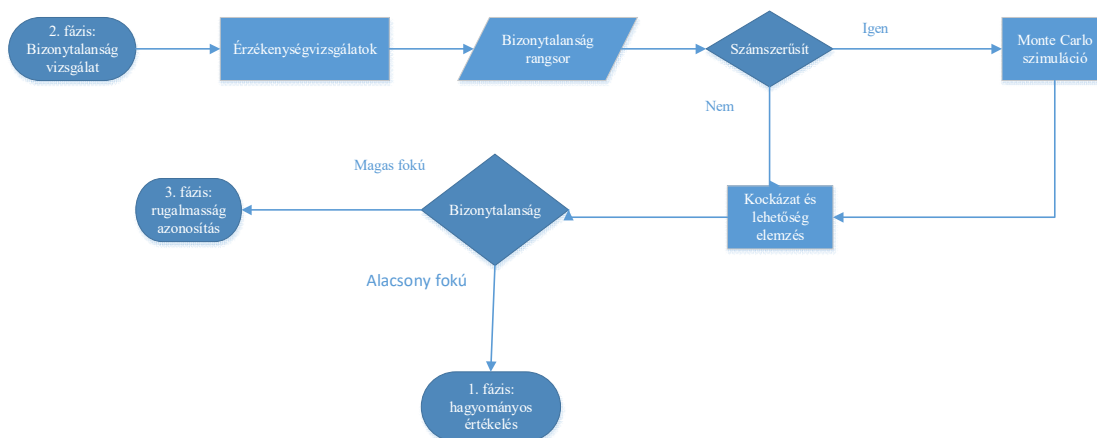 2. fázis:
Bizonytalanság
vizsgálat
Érzékenységvizsgálatok
Bizonytalanság
rangsor
Számszerűsít
Igen
Monte Carlo
szimuláció
Nem
Magas fokú
3. fázis:
rugalmasság
azonosítás
Bizonytalanság
Kockázat és
lehetőség
elemzés
Alacsony fokú
1. fázis:
hagyományos
értékelés